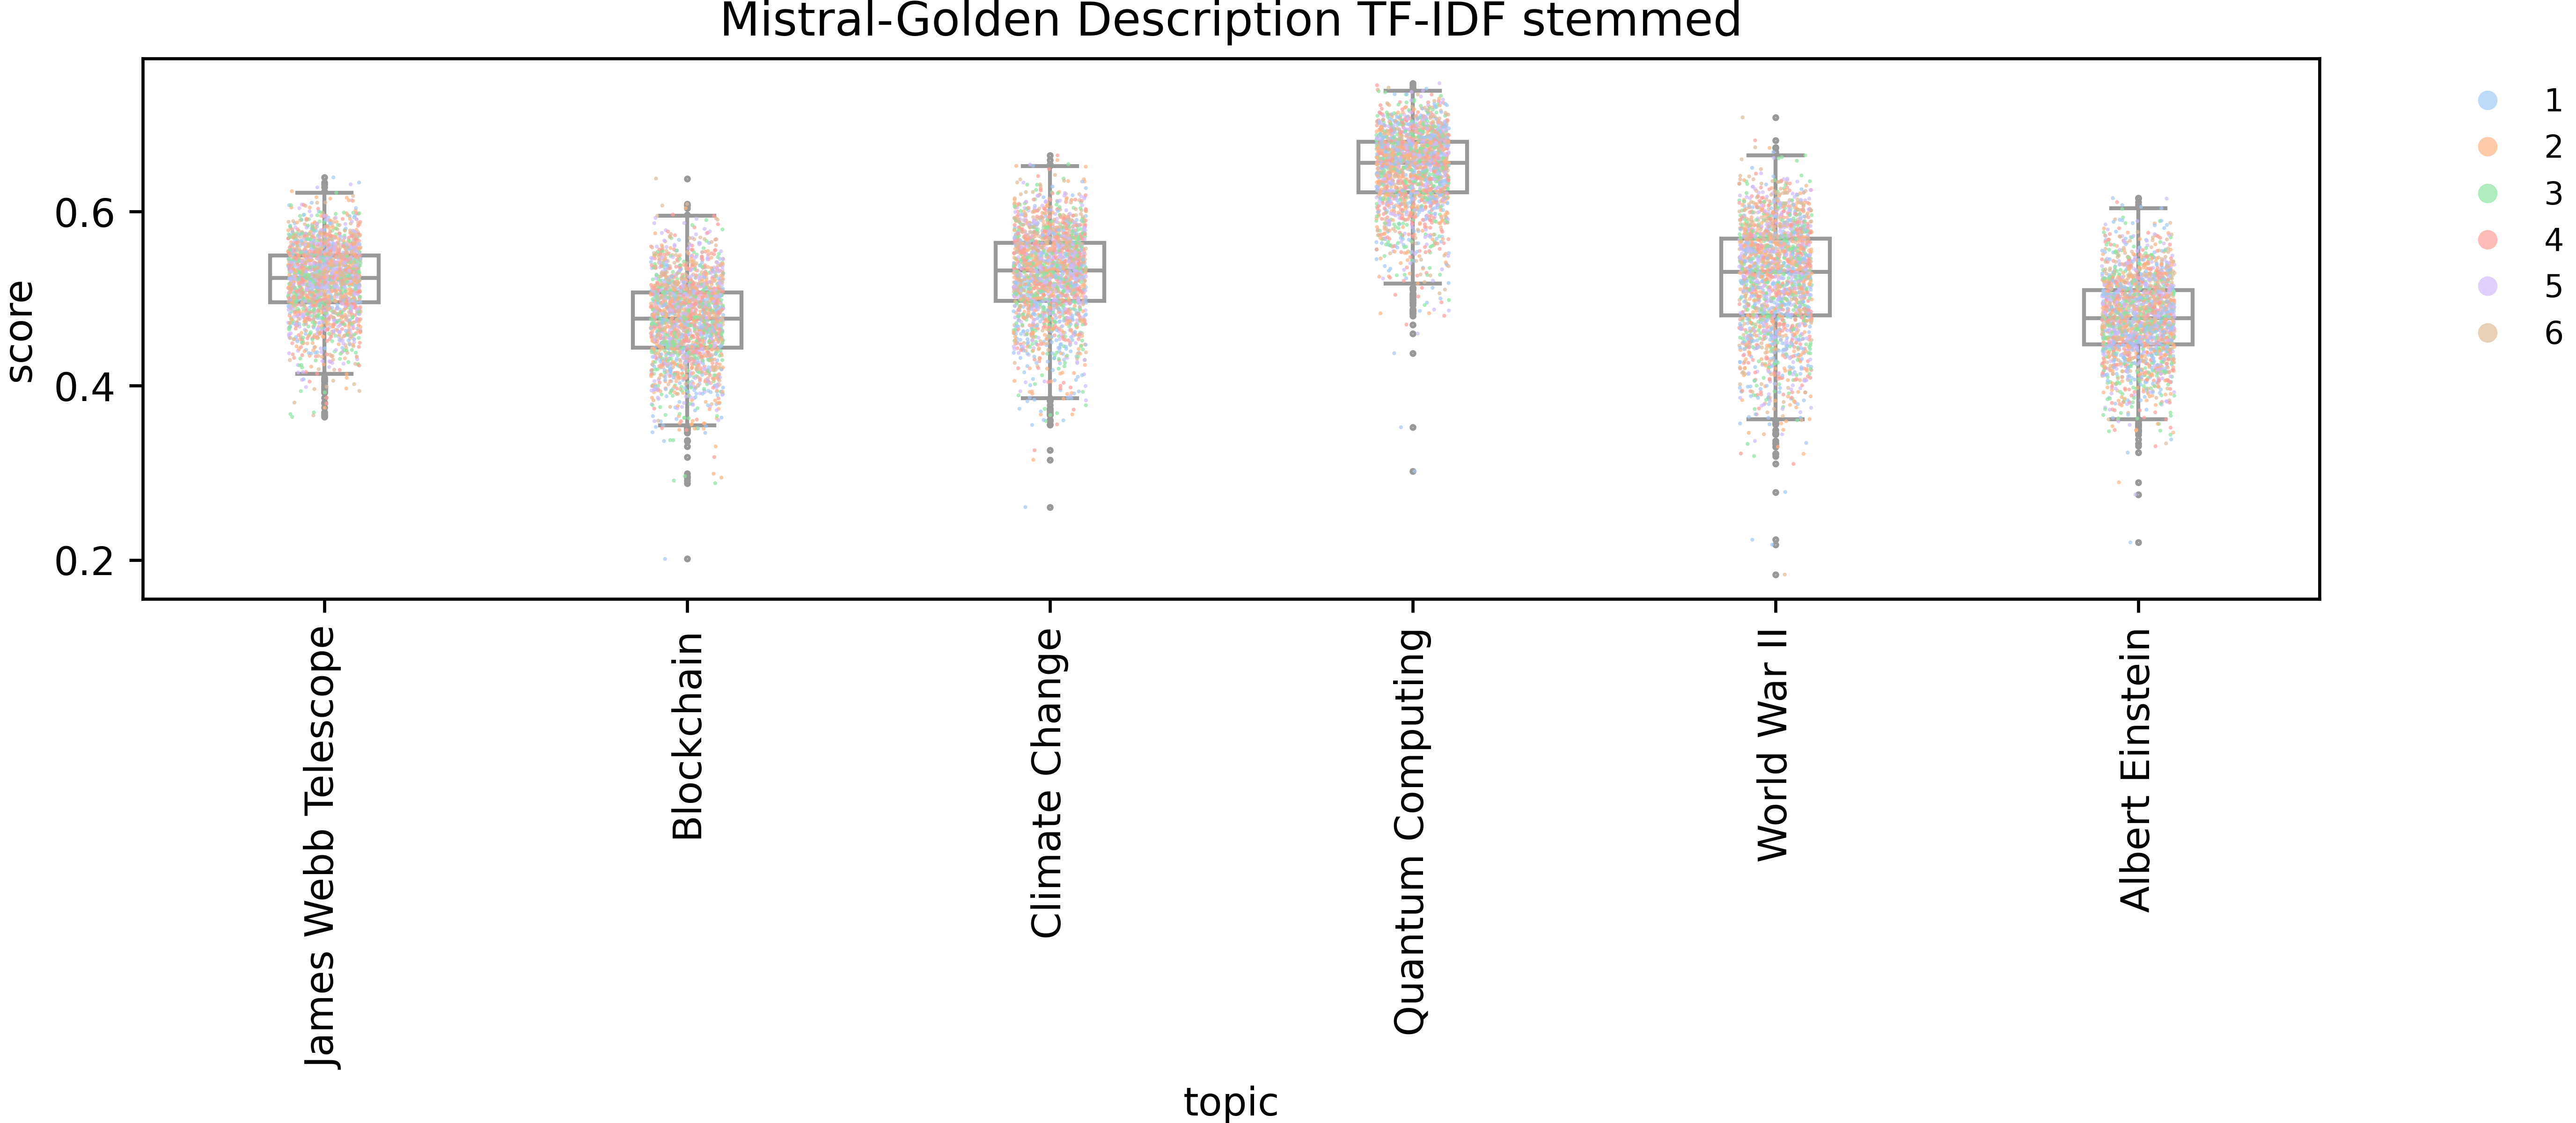 Mistral-Golden Description TF-IDF stemmed
score
0.6
0.4
0.2
1
2
3
4
5
6
James Webb Telescope
Blockchain
Climate Change
Quantum Computing
World War II
Albert Einstein
topic